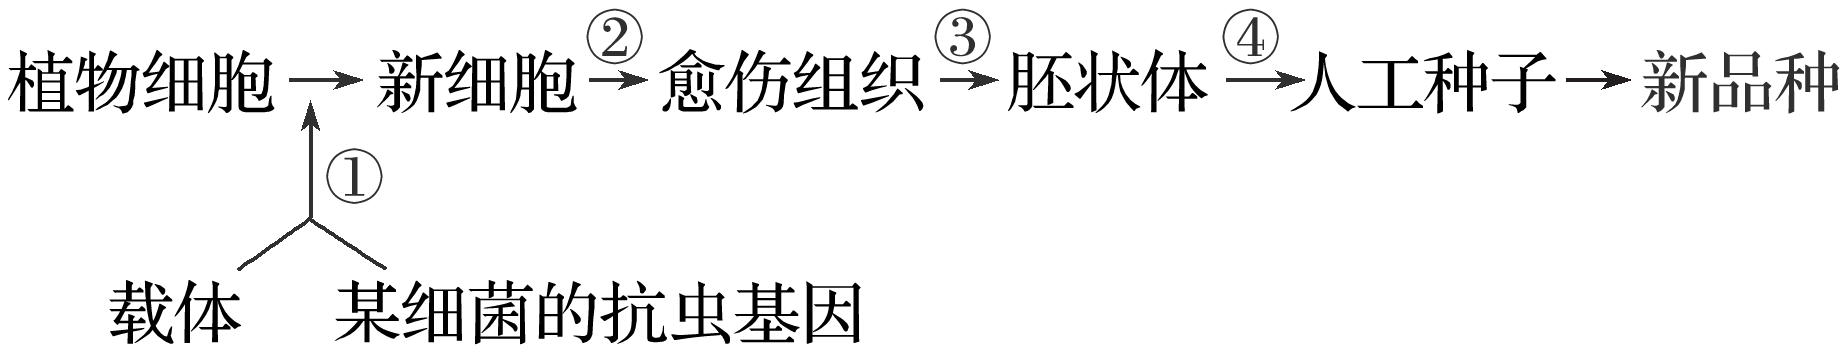 植物细胞 → 新细胞 ② → 愈伤组织 ③ → 胚状体 ④ → 人工种子 → 新品种
①
载体 某细菌的抗虫基因